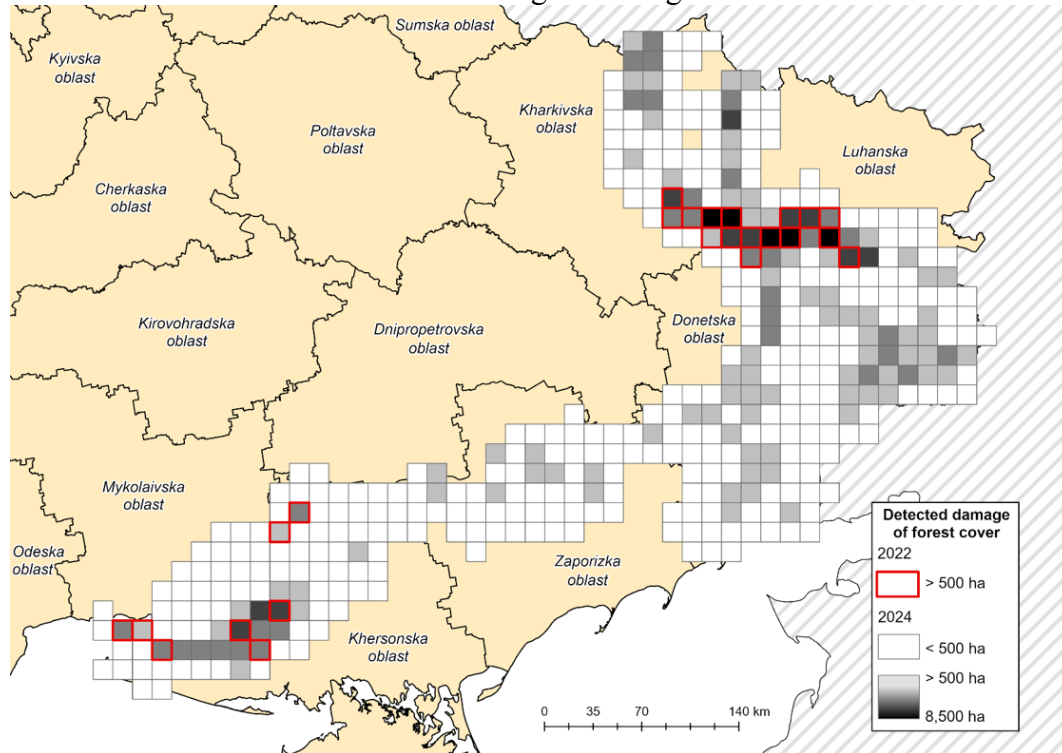 Sumska
oblast
Kyivska
oblast
Poltavska
oblast
Kharkivska
oblast
Luhanska
oblast
Cherkaska
oblast
Kirovohradska
oblast
Dnipropetrovska
oblast
Donetska
oblast
Mykolaivska
oblast
Odeska
oblast
Zaporizka
oblast
Khersonska
oblast
0 35 70 140 km
Detected damage
of forest cover
2022
> 500 ha
2024
< 500 ha
> 500 ha
8,500 ha